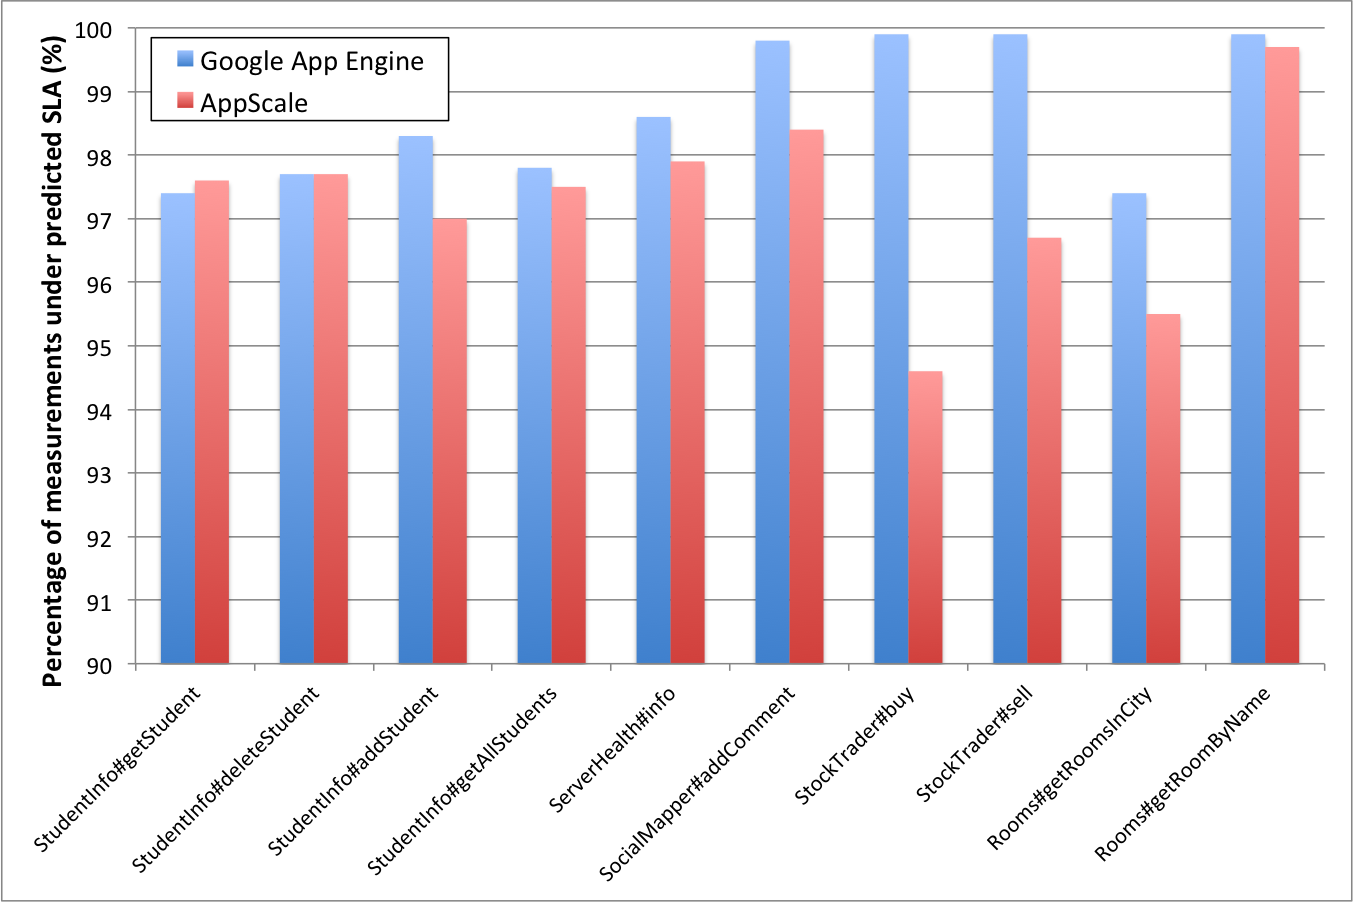 Percentage of measurements under predicted SLA (%)
100
99
98
97
96
95
94
93
92
91
90
Google App Engine
AppScale
StudentInfo#getStudent
StudentInfo#deleteStudent
StudentInfo#addStudent
StudentInfo#getAllStudents
ServerHealth#info
SocialMapper#addComment
StockTrader#buy
StockTrader#sell
Rooms#getRoomsInCity
Rooms#getRoomByName